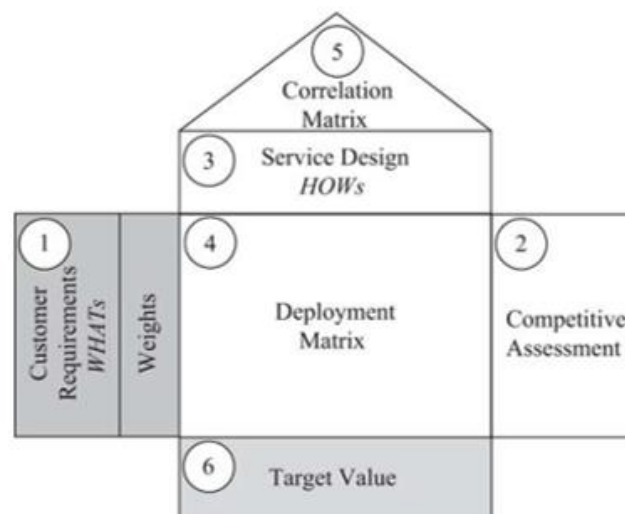 5
Correlation
Matrix
3
Service Design
HOWs
1
Customer
Requirements
WHATs
Weights
4
Deployment
Matrix
2
Competitive
Assessment
6
Target Value